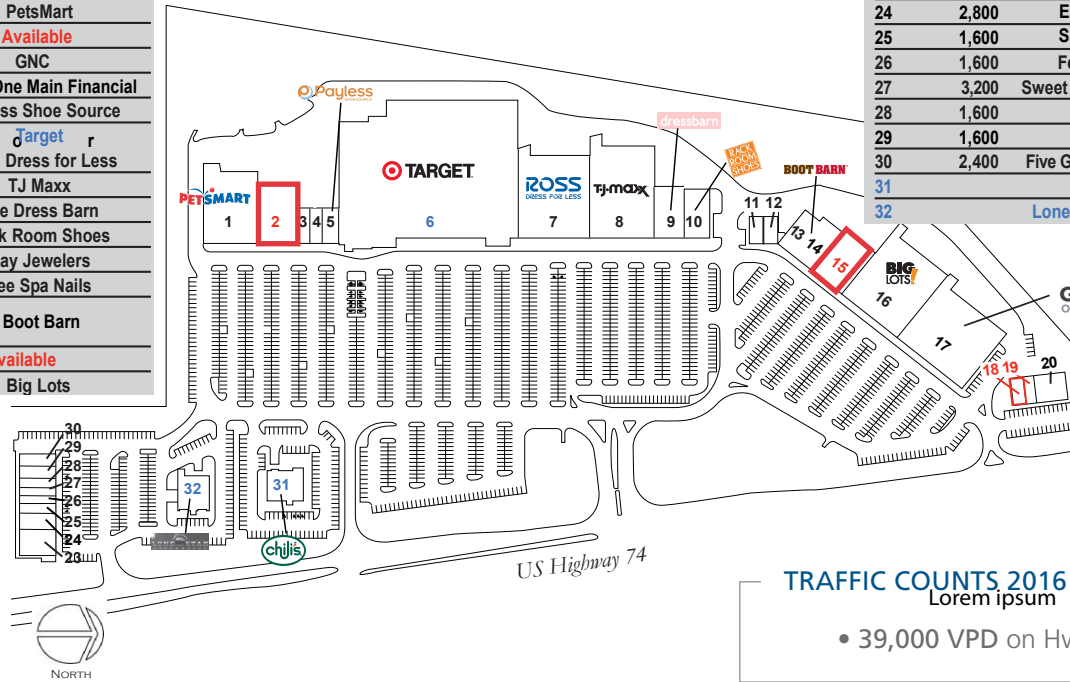 PetsMart
Available
GNC
One Main Financial
ss Shoe Source
Target
Dress for Less
TJ Maxx
e Dress Barn
k Room Shoes
ay Jewelers
ee Spa Nails
Boot Barn
vailable
Big Lots
24 2,800 E
25 1,600 S
26 1,600 Fo
27 3,200 Sweet
28 1,600
29 1,600
30 2,400 Five G
31
32 Lone
Payless
SHOESOURCE
dressbarn
RACK ROOM SHOES
BOOT BARN
PETSMART
TARGET
ROSS
DRESS FOR LESS
T.J.maxx
BIG LOTS!
1 2 3 4 5 6 7 8 9 10
11 12
13 14 15
16
17
18 19 20
G
30
29
28
27
26
25
24
23
32
31
LONE STAR
chili's
US Highway 74
TRAFFIC COUNTS 2016
Lorem ipsum
• 39,000 VPD on Hw
NORTH